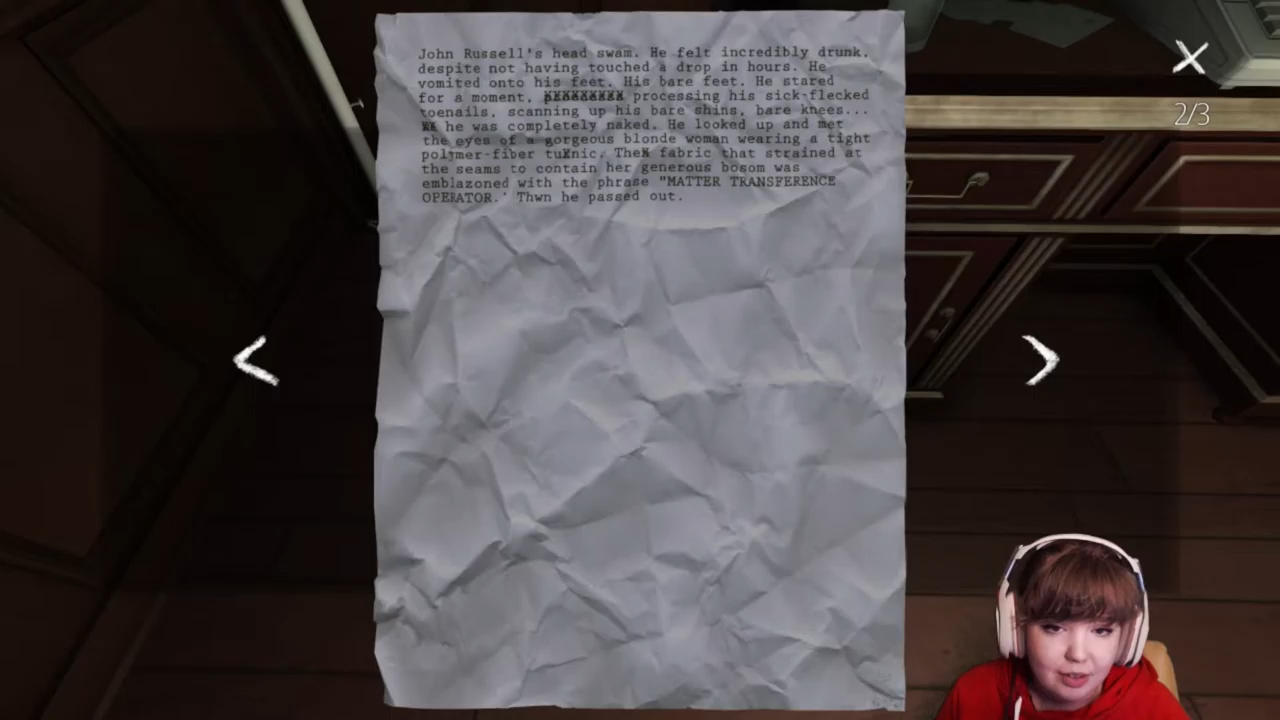 John Russell's head swam. He felt incredibly drunk,
despite not having touched a drop in hours. He
vomited onto his feet. His bare feet. He stared
for a moment, processing his sick-flecked
toenails, scanning up his bare shins, bare knees...
he was completely naked. He looked up and met
the eyes of a gorgeous blonde woman wearing a tight
polymer-fiber tuXnic. TheX fabric that strained at
the seams to contain her generous bosom was
emblazoned with the phrase "MATTER TRANSFERENCE
OPERATOR.' Thwn he passed out.
2/3